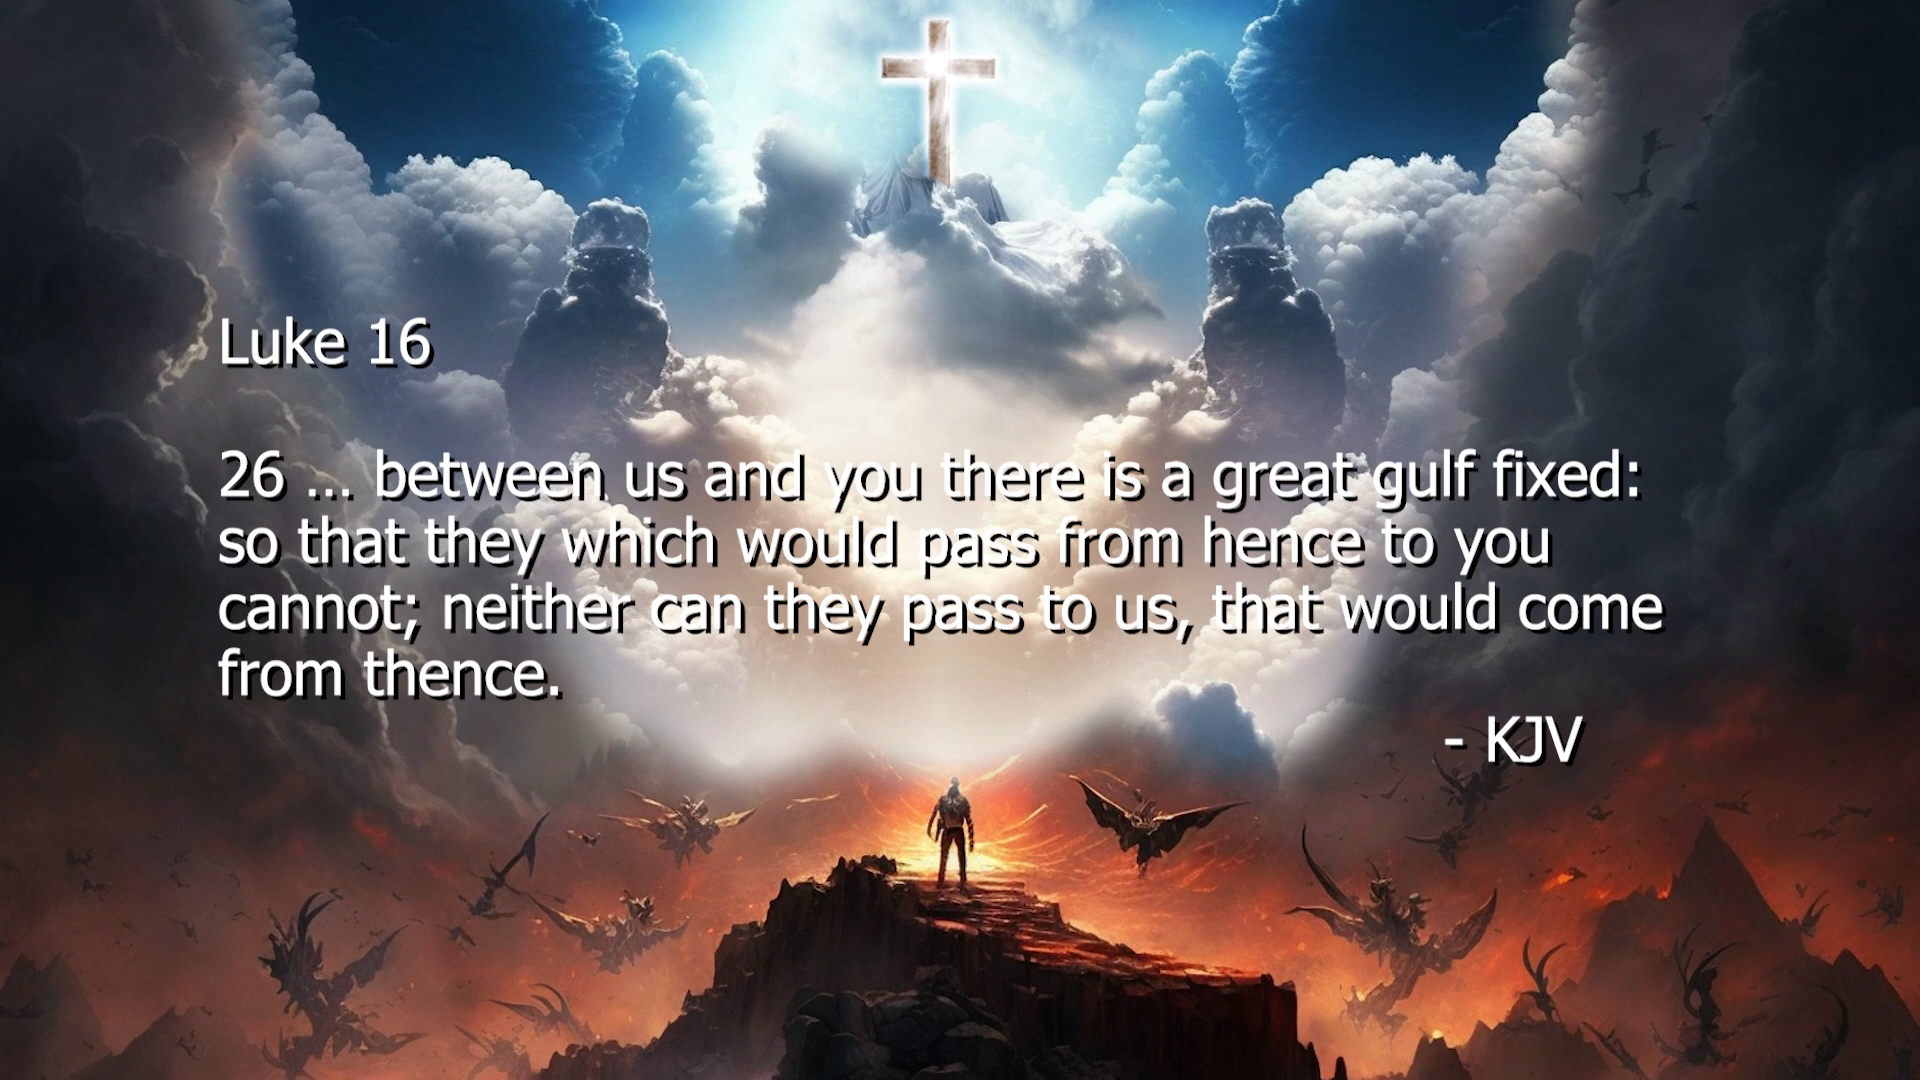 Luke 16
26 ... between us and you there is a great gulf fixed:
so that they which would pass from hence to you
cannot; neither can they pass to us, that would come
from thence.
- KJV